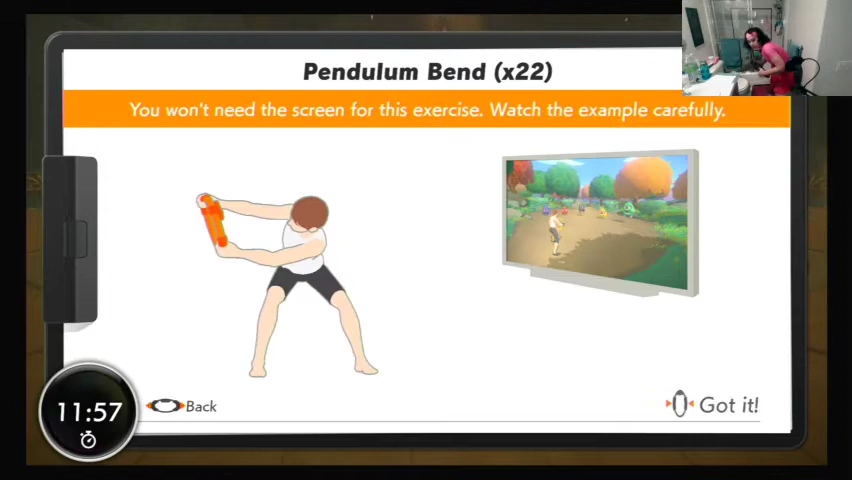 Pendulum Bend (x22)
You won't need the screen for this exercise. Watch the example carefully.
11:57
Back
Got it!